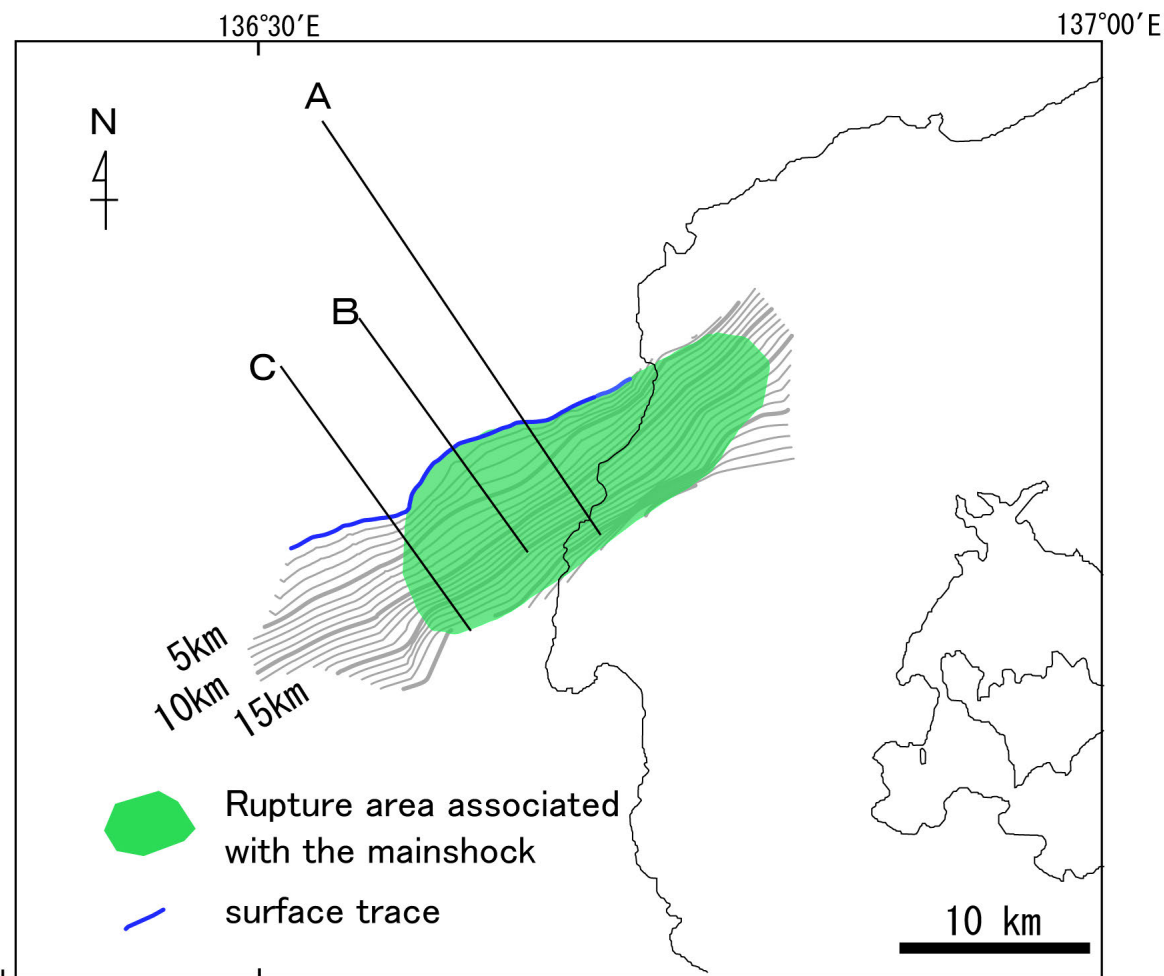 136°30′E
137°00′E
A
N
B
C
5km
10km
15km
Rupture area associated
with the mainshock
surface trace
10 km